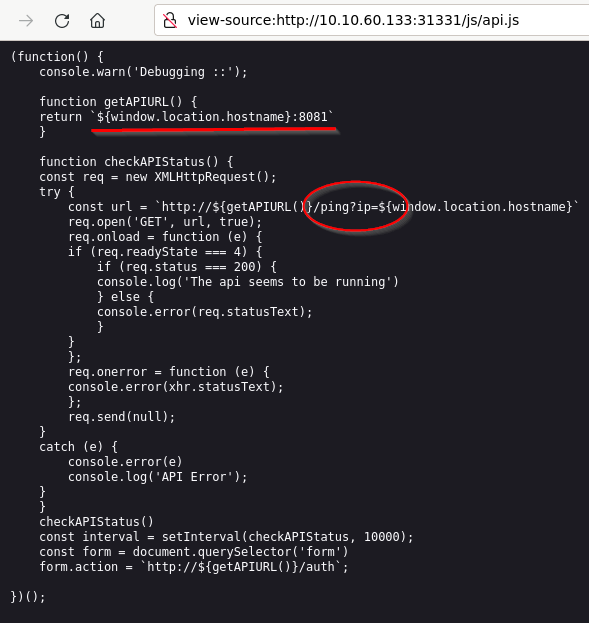 view-source:http://10.10.60.133:31331/js/api.js
(function() {
    console.warn('Debugging ::');

    function getAPIURL() {
    return `${window.location.hostname}:8081`
    }

    function checkAPIStatus() {
    const req = new XMLHttpRequest();
    try {
        const url = `http://${getAPIURL()}/ping?ip=${window.location.hostname}`
        req.open('GET', url, true);
        req.onload = function (e) {
        if (req.readyState === 4) {
            if (req.status === 200) {
            console.log('The api seems to be running')
            } else {
            console.error(req.statusText);
            }
        }
        };
        req.onerror = function (e) {
        console.error(xhr.statusText);
        };
        req.send(null);
    }
    catch (e) {
        console.error(e)
        console.log('API Error');
    }
    }
    checkAPIStatus()
    const interval = setInterval(checkAPIStatus, 10000);
    const form = document.querySelector('form')
    form.action = `http://${getAPIURL()}/auth`;

})();